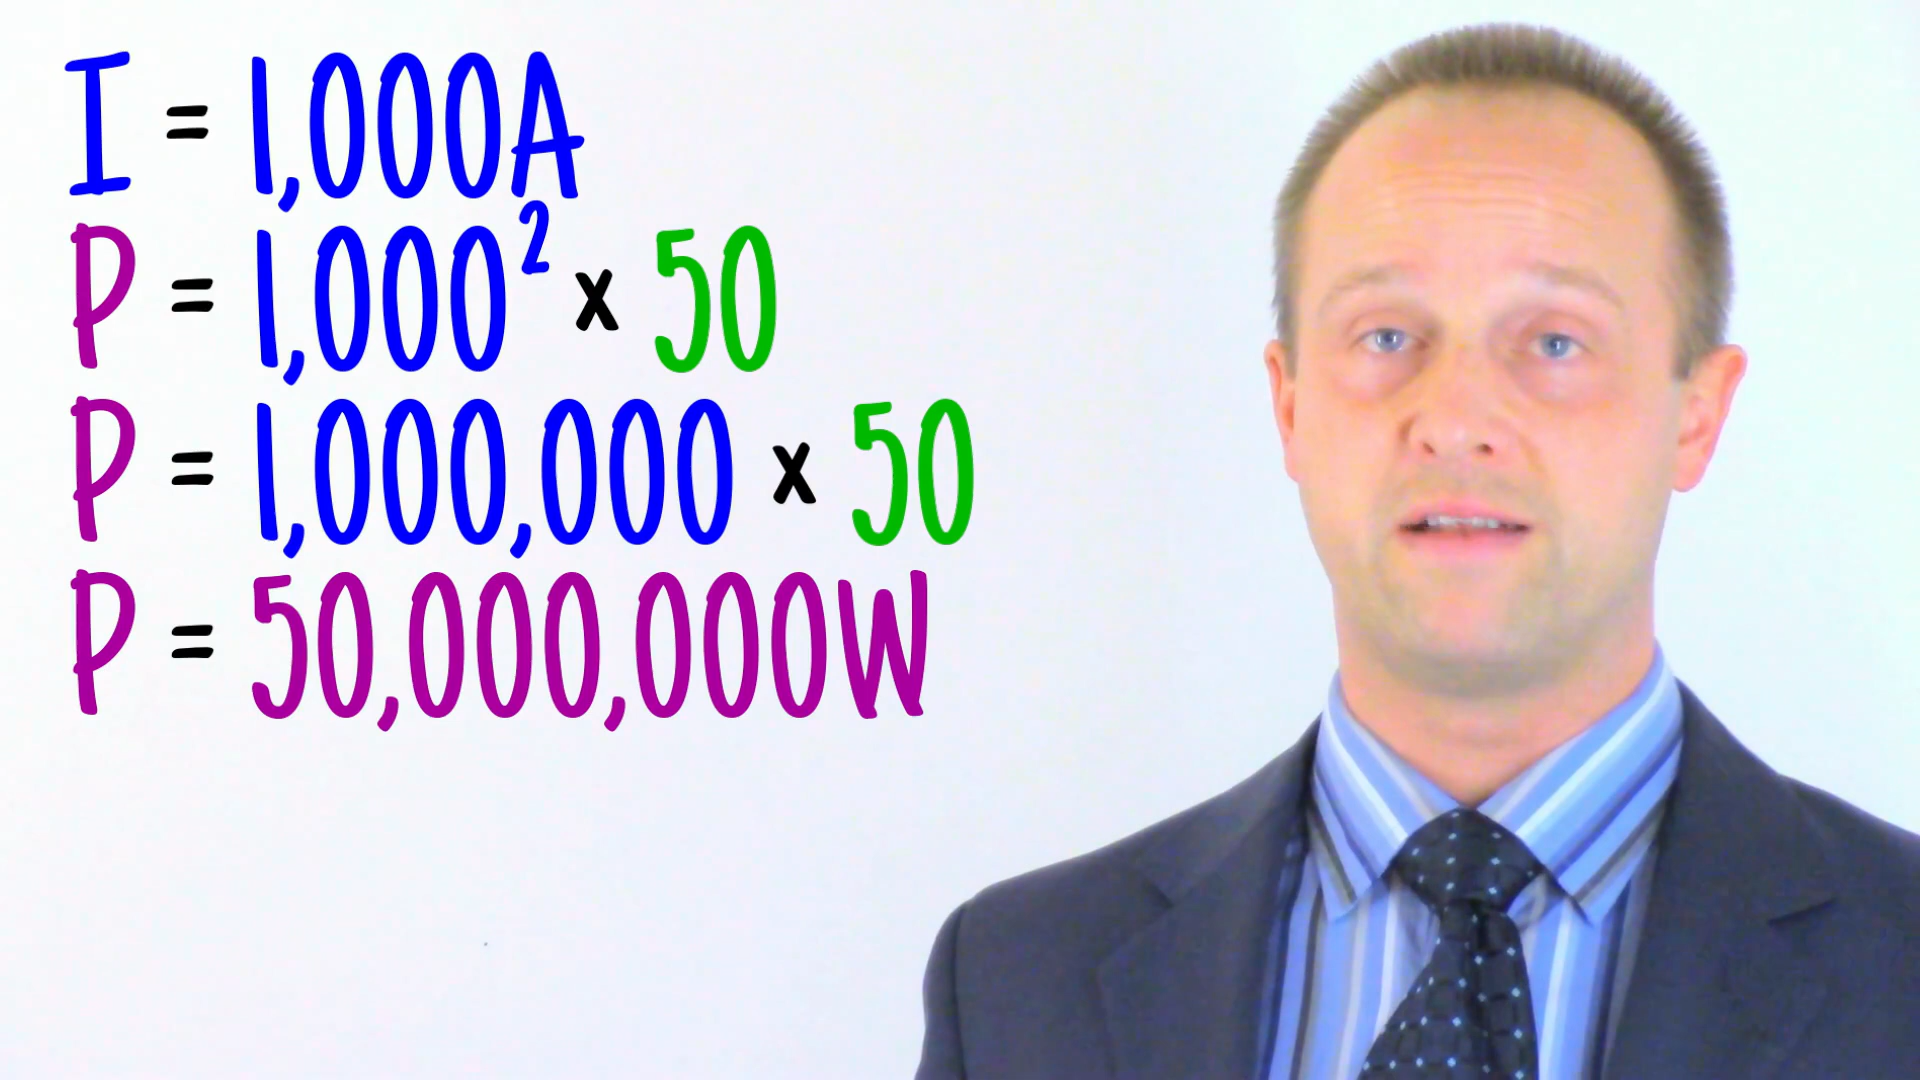 I = 1,000A
P = 1,000² × 50
P = 1,000,000 × 50
P = 50,000,000W